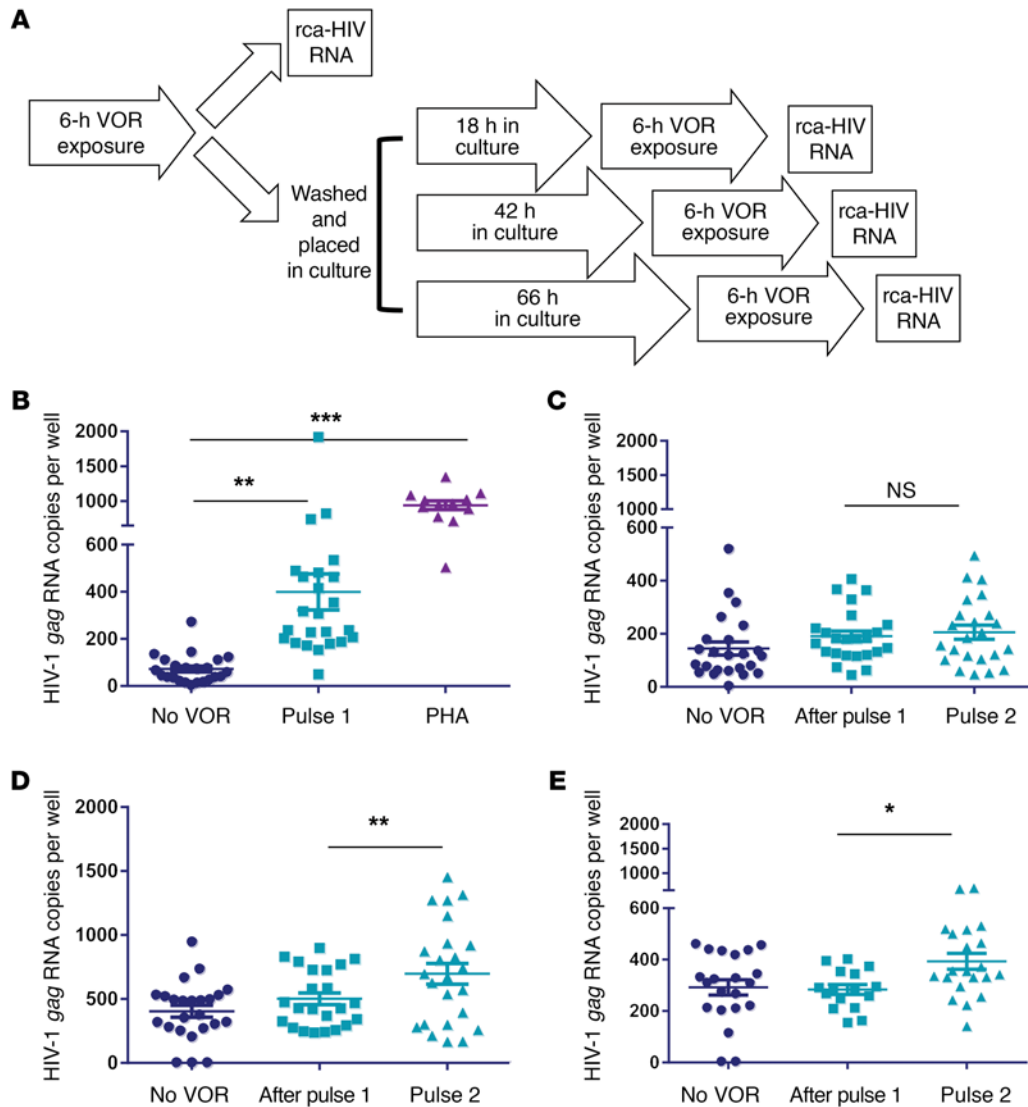 A
rca-HIV
RNA
6-h VOR
exposure
Washed
and
placed
in culture
18 h in
culture
6-h VOR
exposure
rca-HIV
RNA
42 h
in culture
6-h VOR
exposure
rca-HIV
RNA
66 h
in culture
6-h VOR
exposure
rca-HIV
RNA
B
HIV-1 gag RNA copies per well
2000
1500
1000
600
400
200
0
***
**
No VOR
Pulse 1
PHA
C
HIV-1 gag RNA copies per well
2000
1500
1000
600
400
200
0
NS
No VOR
After pulse 1
Pulse 2
D
HIV-1 gag RNA copies per well
2000
1500
1000
500
0
**
No VOR
After pulse 1
Pulse 2
E
HIV-1 gag RNA copies per well
2000
1500
1000
600
400
200
0
*
No VOR
After pulse 1
Pulse 2